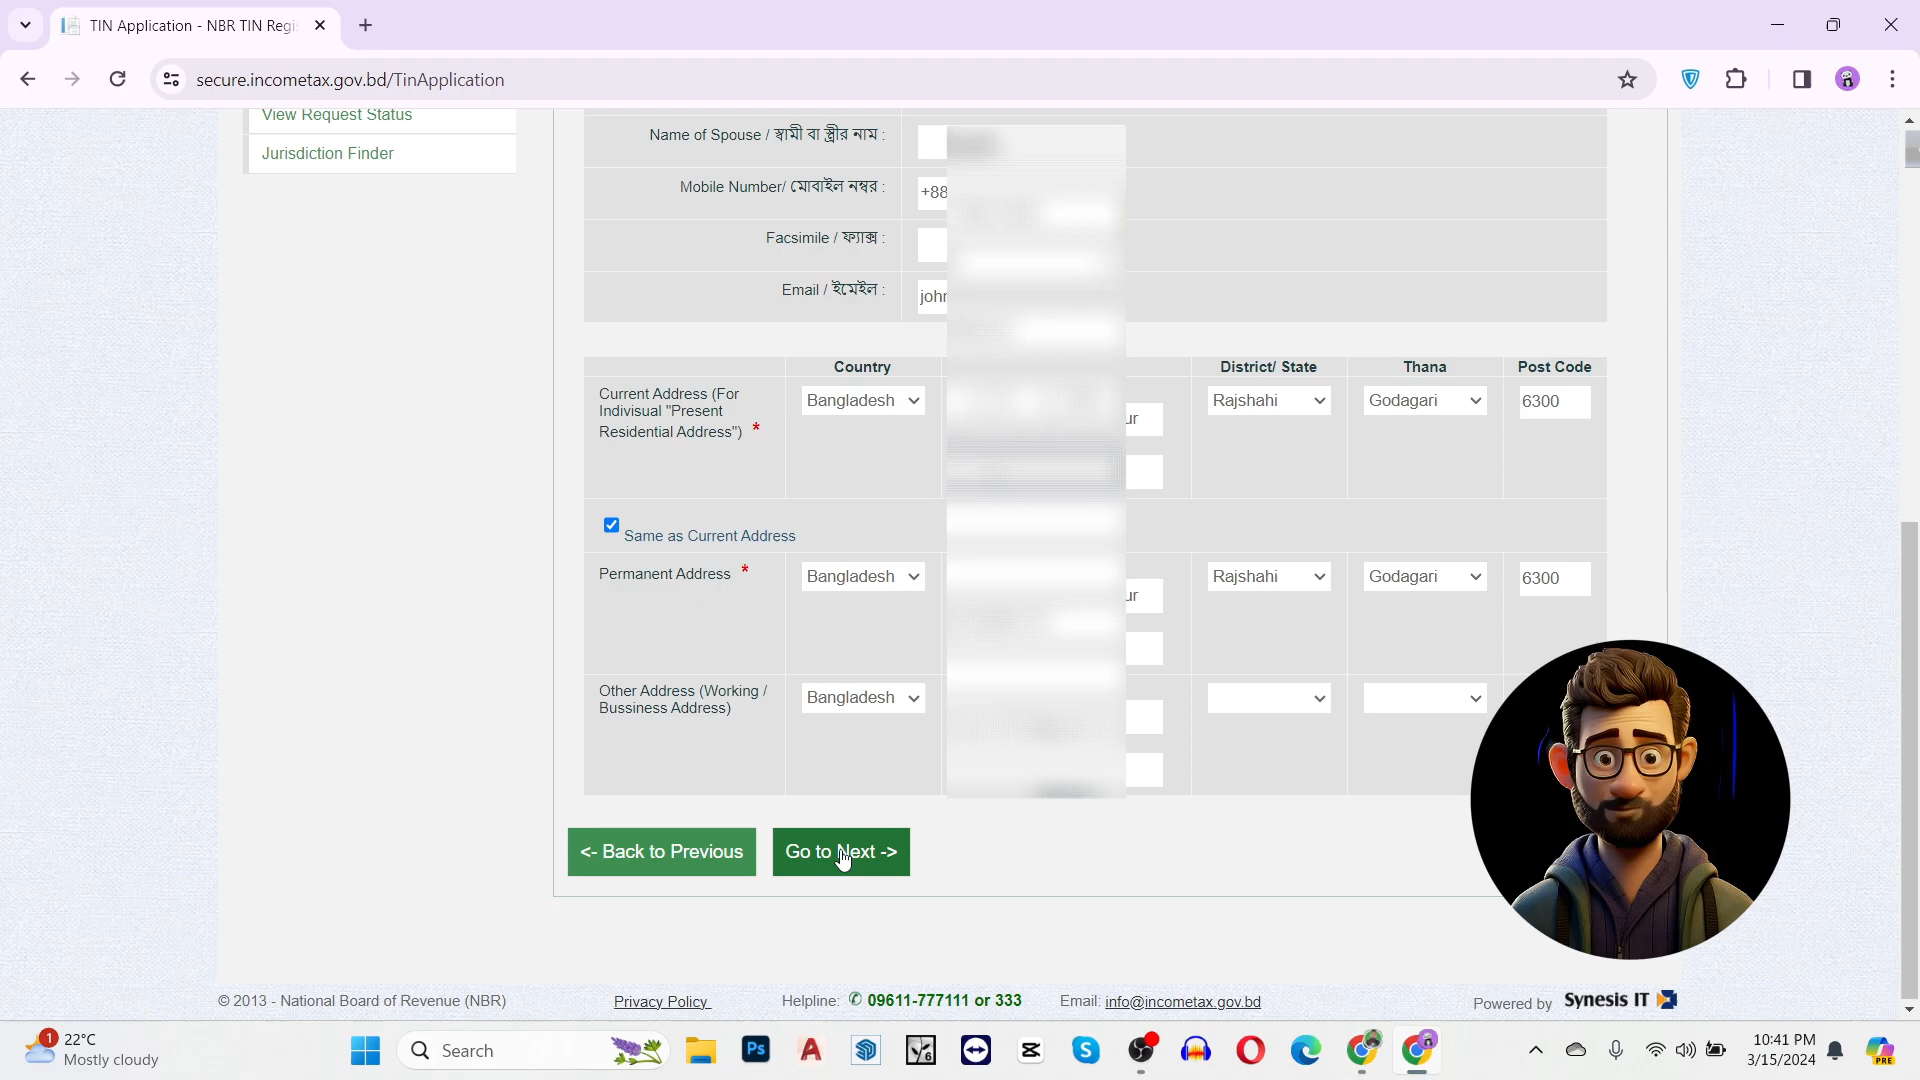 TIN Application - NBR TIN Regi
secure.incometax.gov.bd/TinApplication
View Request Status
Jurisdiction Finder
Name of Spouse / স্বামী বা স্ত্রীর নাম :
Mobile Number/ মোবাইল নম্বর :
+88
Facsimile / ফ্যাক্স :
Email / ইমেইল :
john
Country
District/ State
Thana
Post Code
Current Address (For
Indivisual "Present
Residential Address") *
Bangladesh
ur
Rajshahi
Godagari
6300
Same as Current Address
Permanent Address *
Bangladesh
ur
Rajshahi
Godagari
6300
Other Address (Working /
Bussiness Address)
Bangladesh
<- Back to Previous
Go to Next ->
© 2013 - National Board of Revenue (NBR)
Privacy Policy
Helpline: ✆ 09611-777111 or 333
Email: info@incometax.gov.bd
Powered by Synesis IT
1
22°C
Mostly cloudy
Search
Ps
6
10:41 PM
3/15/2024
PRE